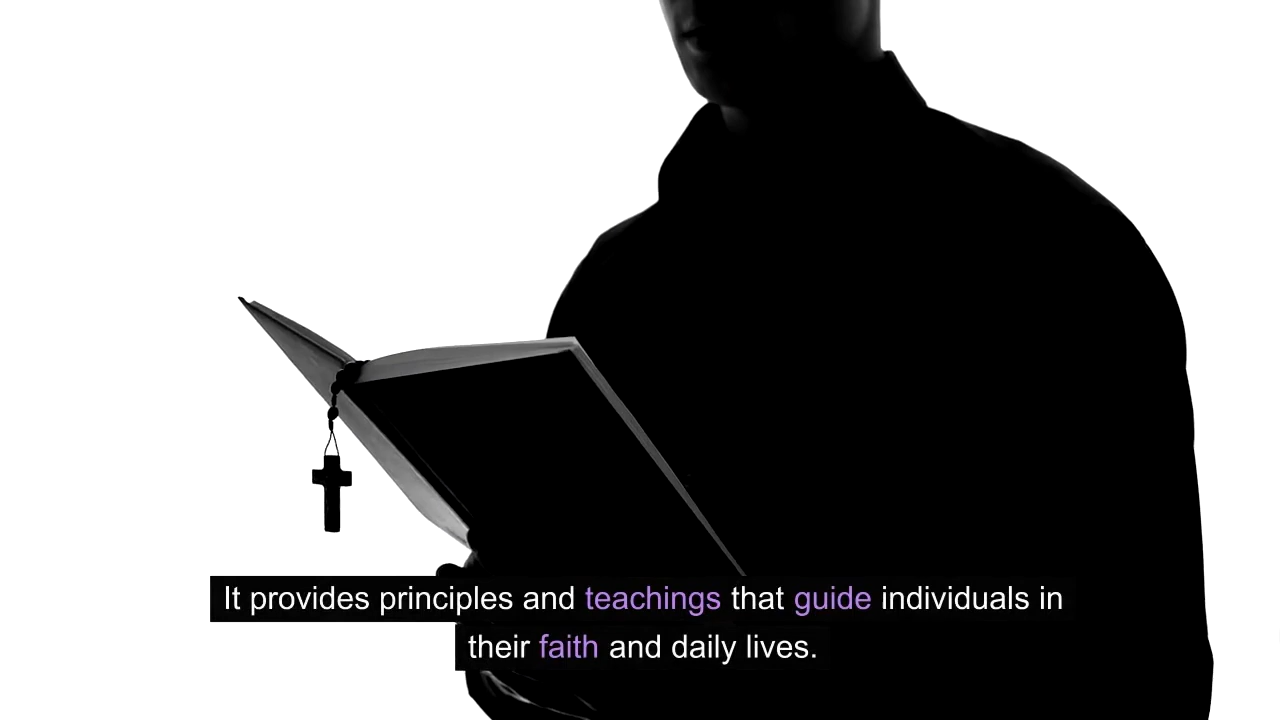 It provides principles and teachings that guide individuals in
their faith and daily lives.